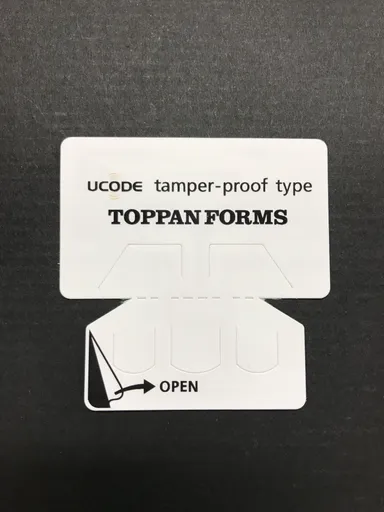 UCODE tamper-proof type
TOPPAN FORMS
OPEN